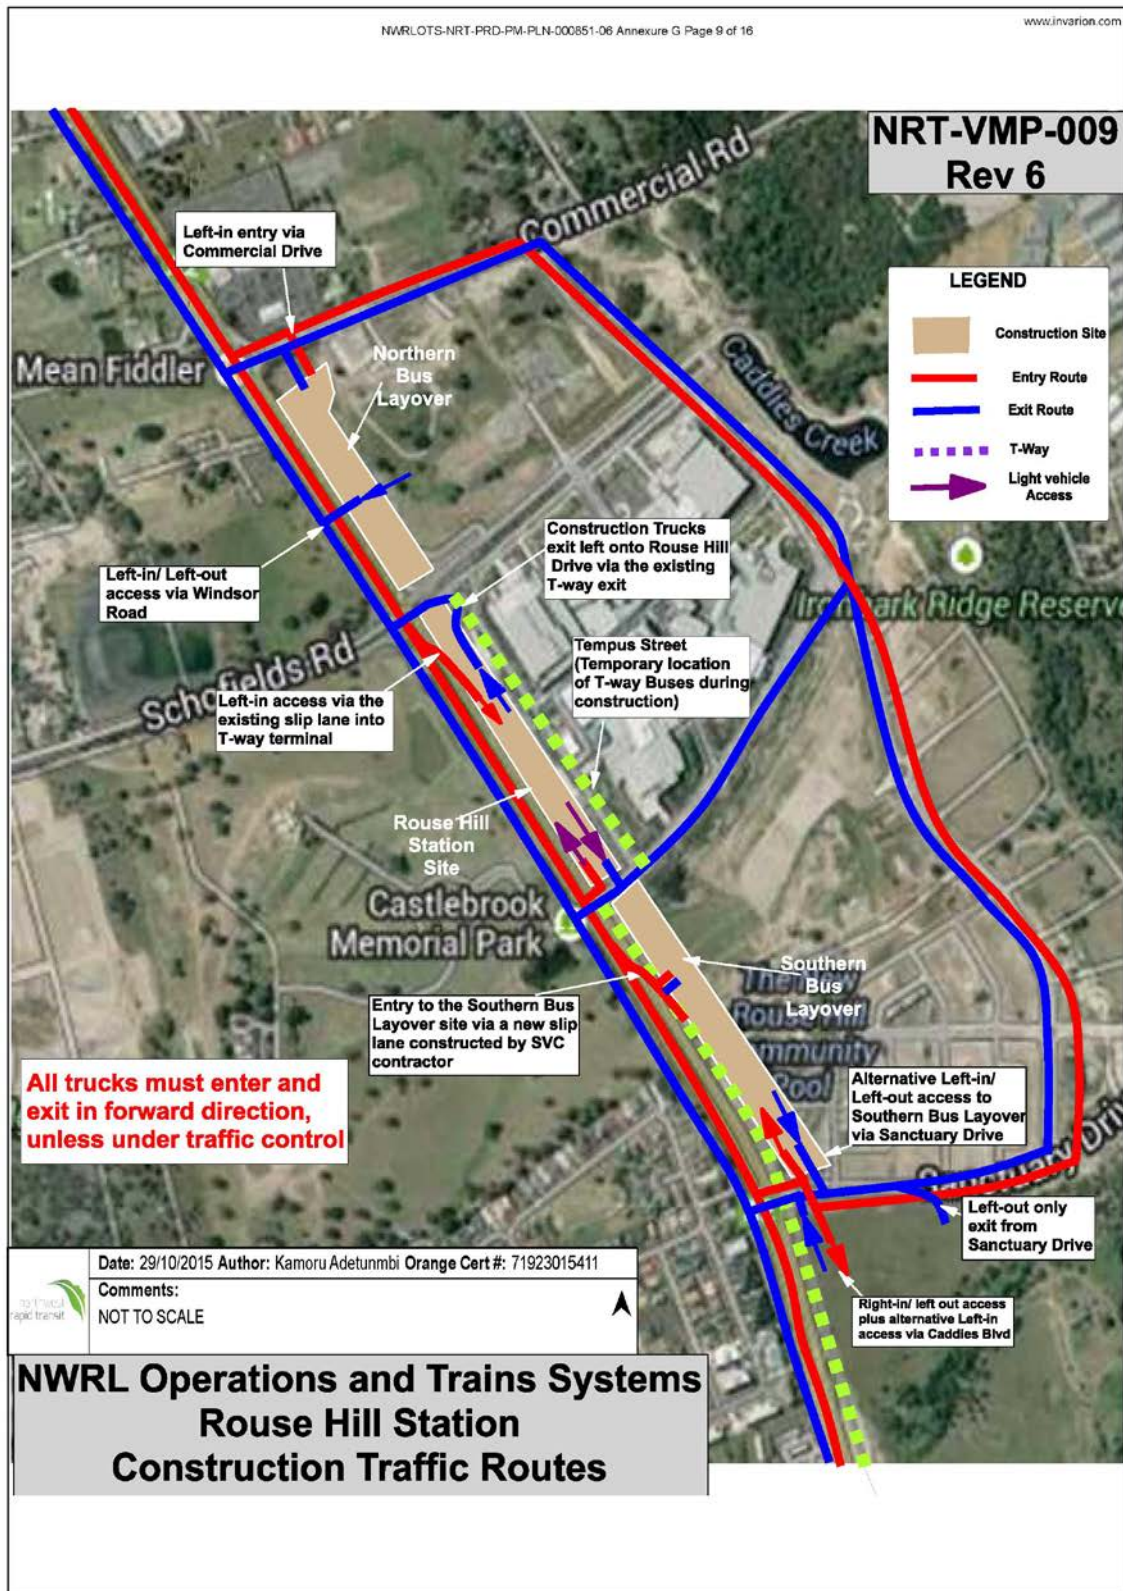 NWRLOTS-NRT-PRD-PM-PLN-000851-06 Annexure G Page 9 of 16
www.invarion.com
NRT-VMP-009
Rev 6
Commercial Rd
Left-in entry via
Commercial Drive
LEGEND
Construction Site
Entry Route
Exit Route
T-Way
Light vehicle
Access
Mean Fiddler
Northern
Bus
Layover
Caddies Creek
Construction Trucks
exit left onto Rouse Hill
Drive via the existing
T-way exit
Left-in/ Left-out
access via Windsor
Road
Ridge Reserve
Schofields Rd
Tempus Street
(Temporary location
of T-way Buses during
construction)
Left-in access via the
existing slip lane into
T-way terminal
Rouse Hill
Station
Site
Castlebrook
Memorial Park
Southern
Bus
Layover
The New
Rouse Hill
Entry to the Southern Bus
Layover site via a new slip
lane constructed by SVC
contractor
All trucks must enter and
exit in forward direction,
unless under traffic control
Alternative Left-in/
Left-out access to
Southern Bus Layover
via Sanctuary Drive
Left-out only
exit from
Sanctuary Drive
Right-in/ left out access
plus alternative Left-in
access via Caddies Blvd
Date: 29/10/2015 Author: Kamoru Adetunmbi Orange Cert #: 71923015411
Comments:
NOT TO SCALE
northwest
rapid transit
NWRL Operations and Trains Systems
Rouse Hill Station
Construction Traffic Routes